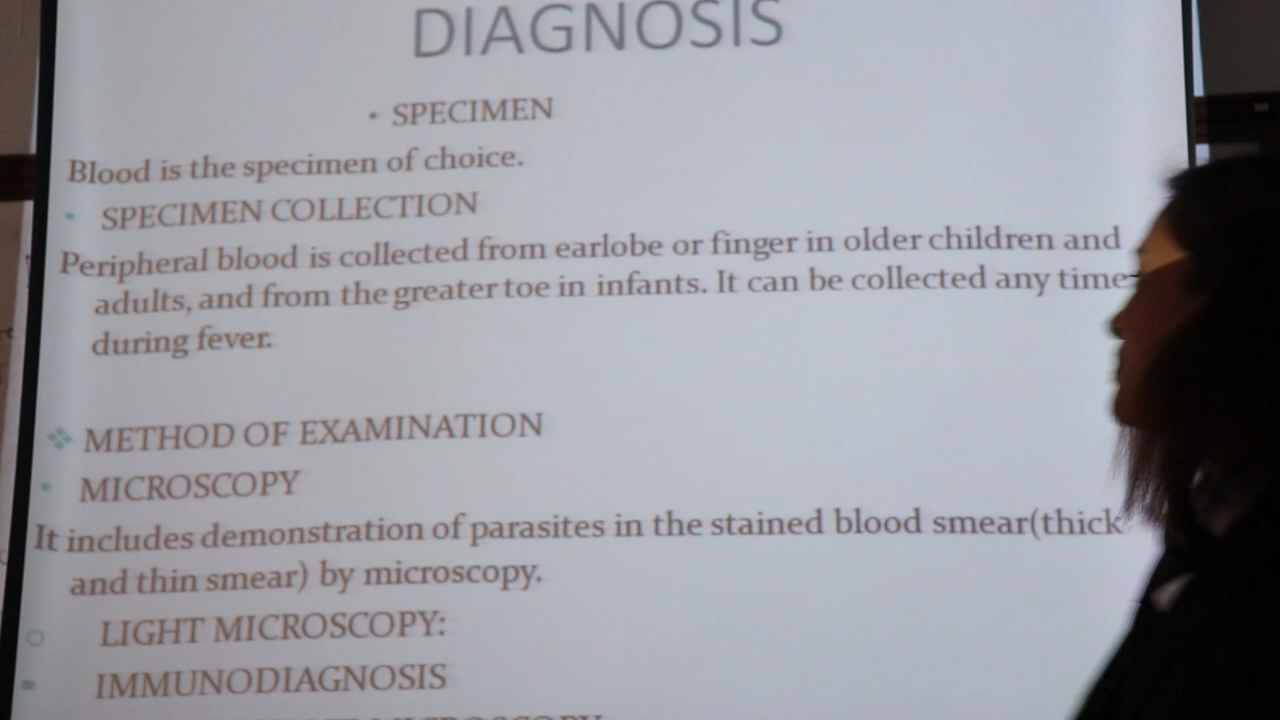 DIAGNOSIS
• SPECIMEN
Blood is the specimen of choice.
• SPECIMEN COLLECTION
Peripheral blood is collected from earlobe or finger in older children and
adults, and from the greater toe in infants. It can be collected any time
during fever.
❖ METHOD OF EXAMINATION
• MICROSCOPY
It includes demonstration of parasites in the stained blood smear(thick
and thin smear) by microscopy.
○ LIGHT MICROSCOPY:
▪ IMMUNODIAGNOSIS
MICROSCOPY